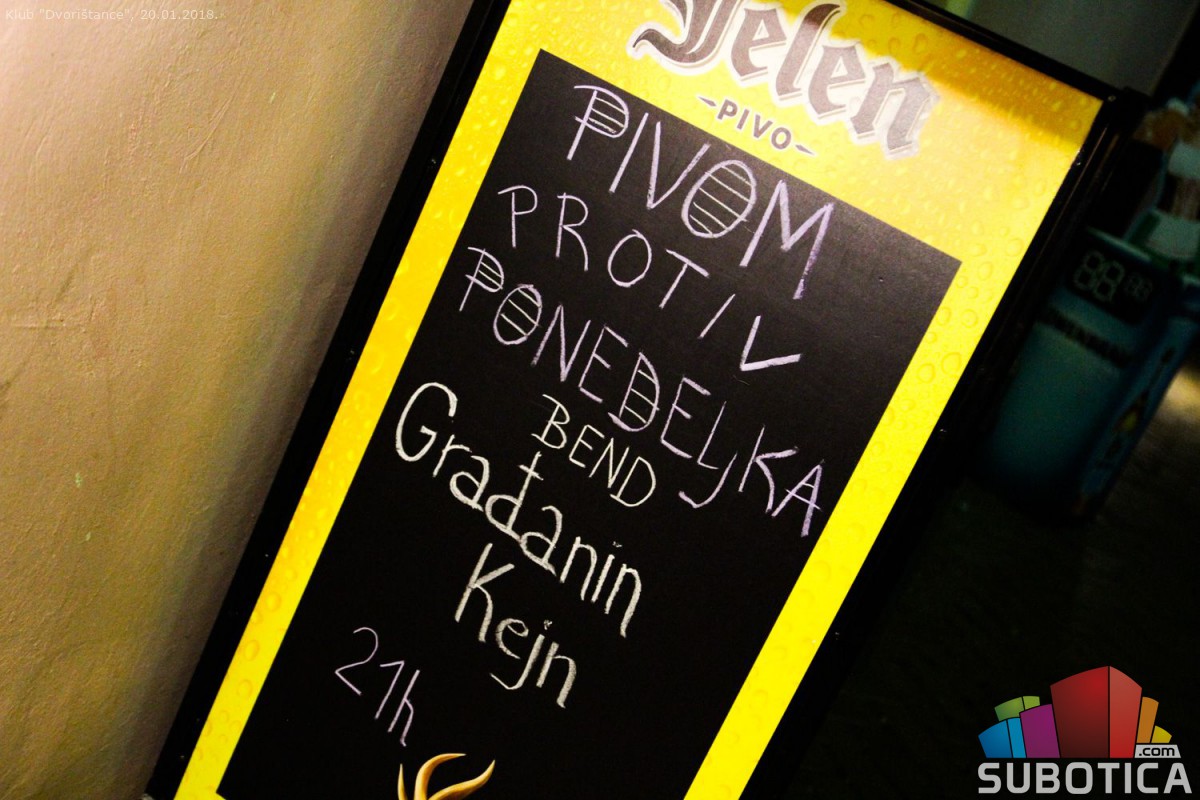 Klub "Dvorištance", 20.01.2018.
Jelen
PIVO
PIVOM
PROTIV
PONEDELJKA
BEND
Građanin
Kejn
21h
.com
SUBOTICA